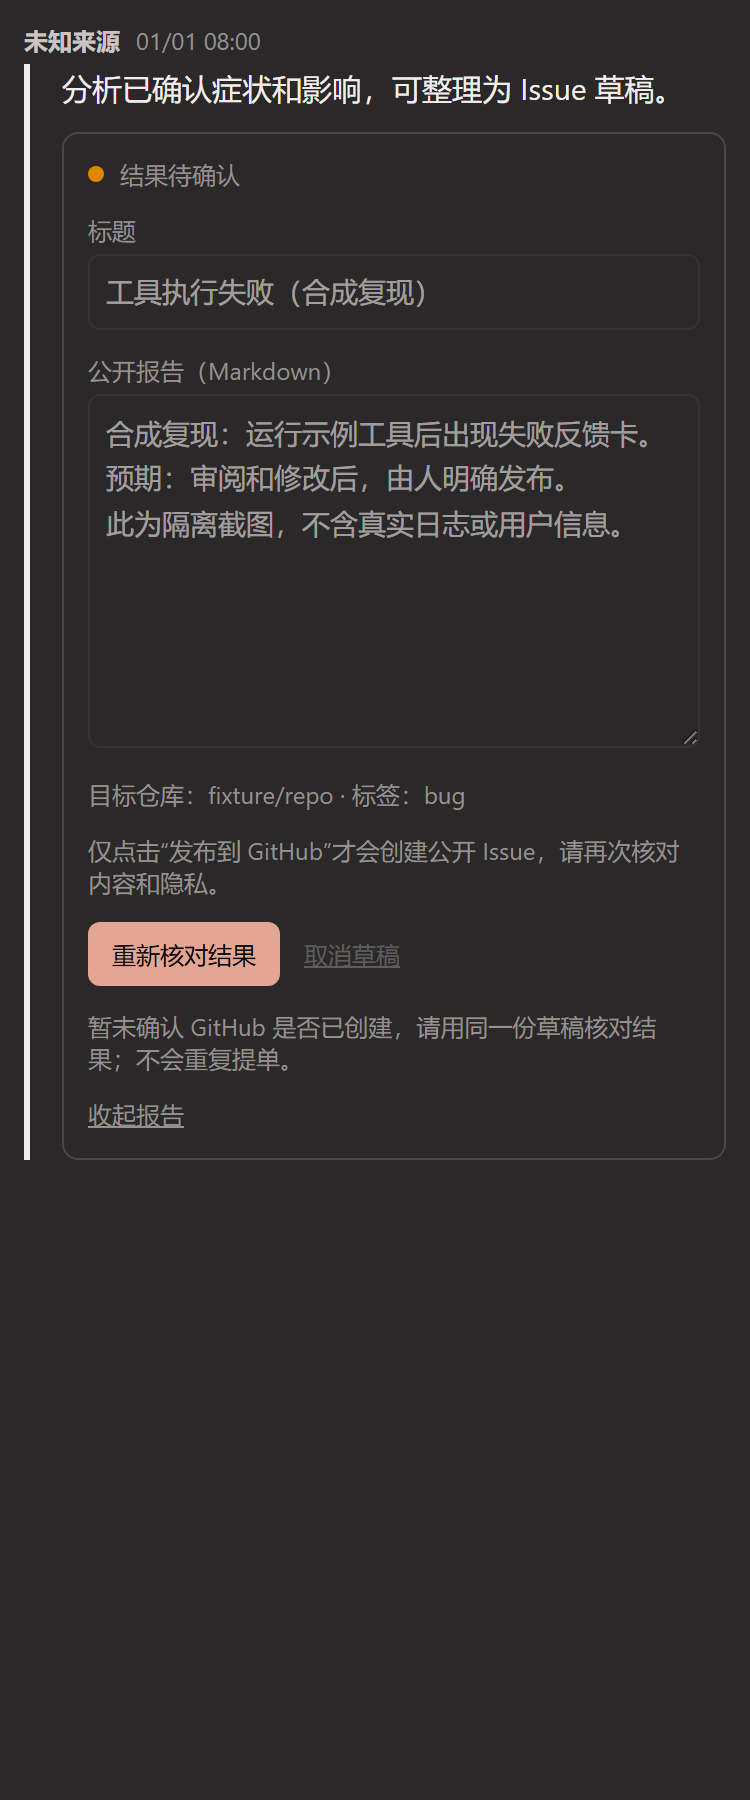 未知来源 01/01 08:00
分析已确认症状和影响，可整理为 Issue 草稿。
结果待确认
标题
工具执行失败（合成复现）
公开报告（Markdown）
合成复现：运行示例工具后出现失败反馈卡。
预期：审阅和修改后，由人明确发布。
此为隔离截图，不含真实日志或用户信息。
目标仓库：fixture/repo · 标签：bug
仅点击“发布到 GitHub”才会创建公开 Issue，请再次核对
内容和隐私。
重新核对结果 取消草稿
暂未确认 GitHub 是否已创建，请用同一份草稿核对结
果；不会重复提单。
收起报告